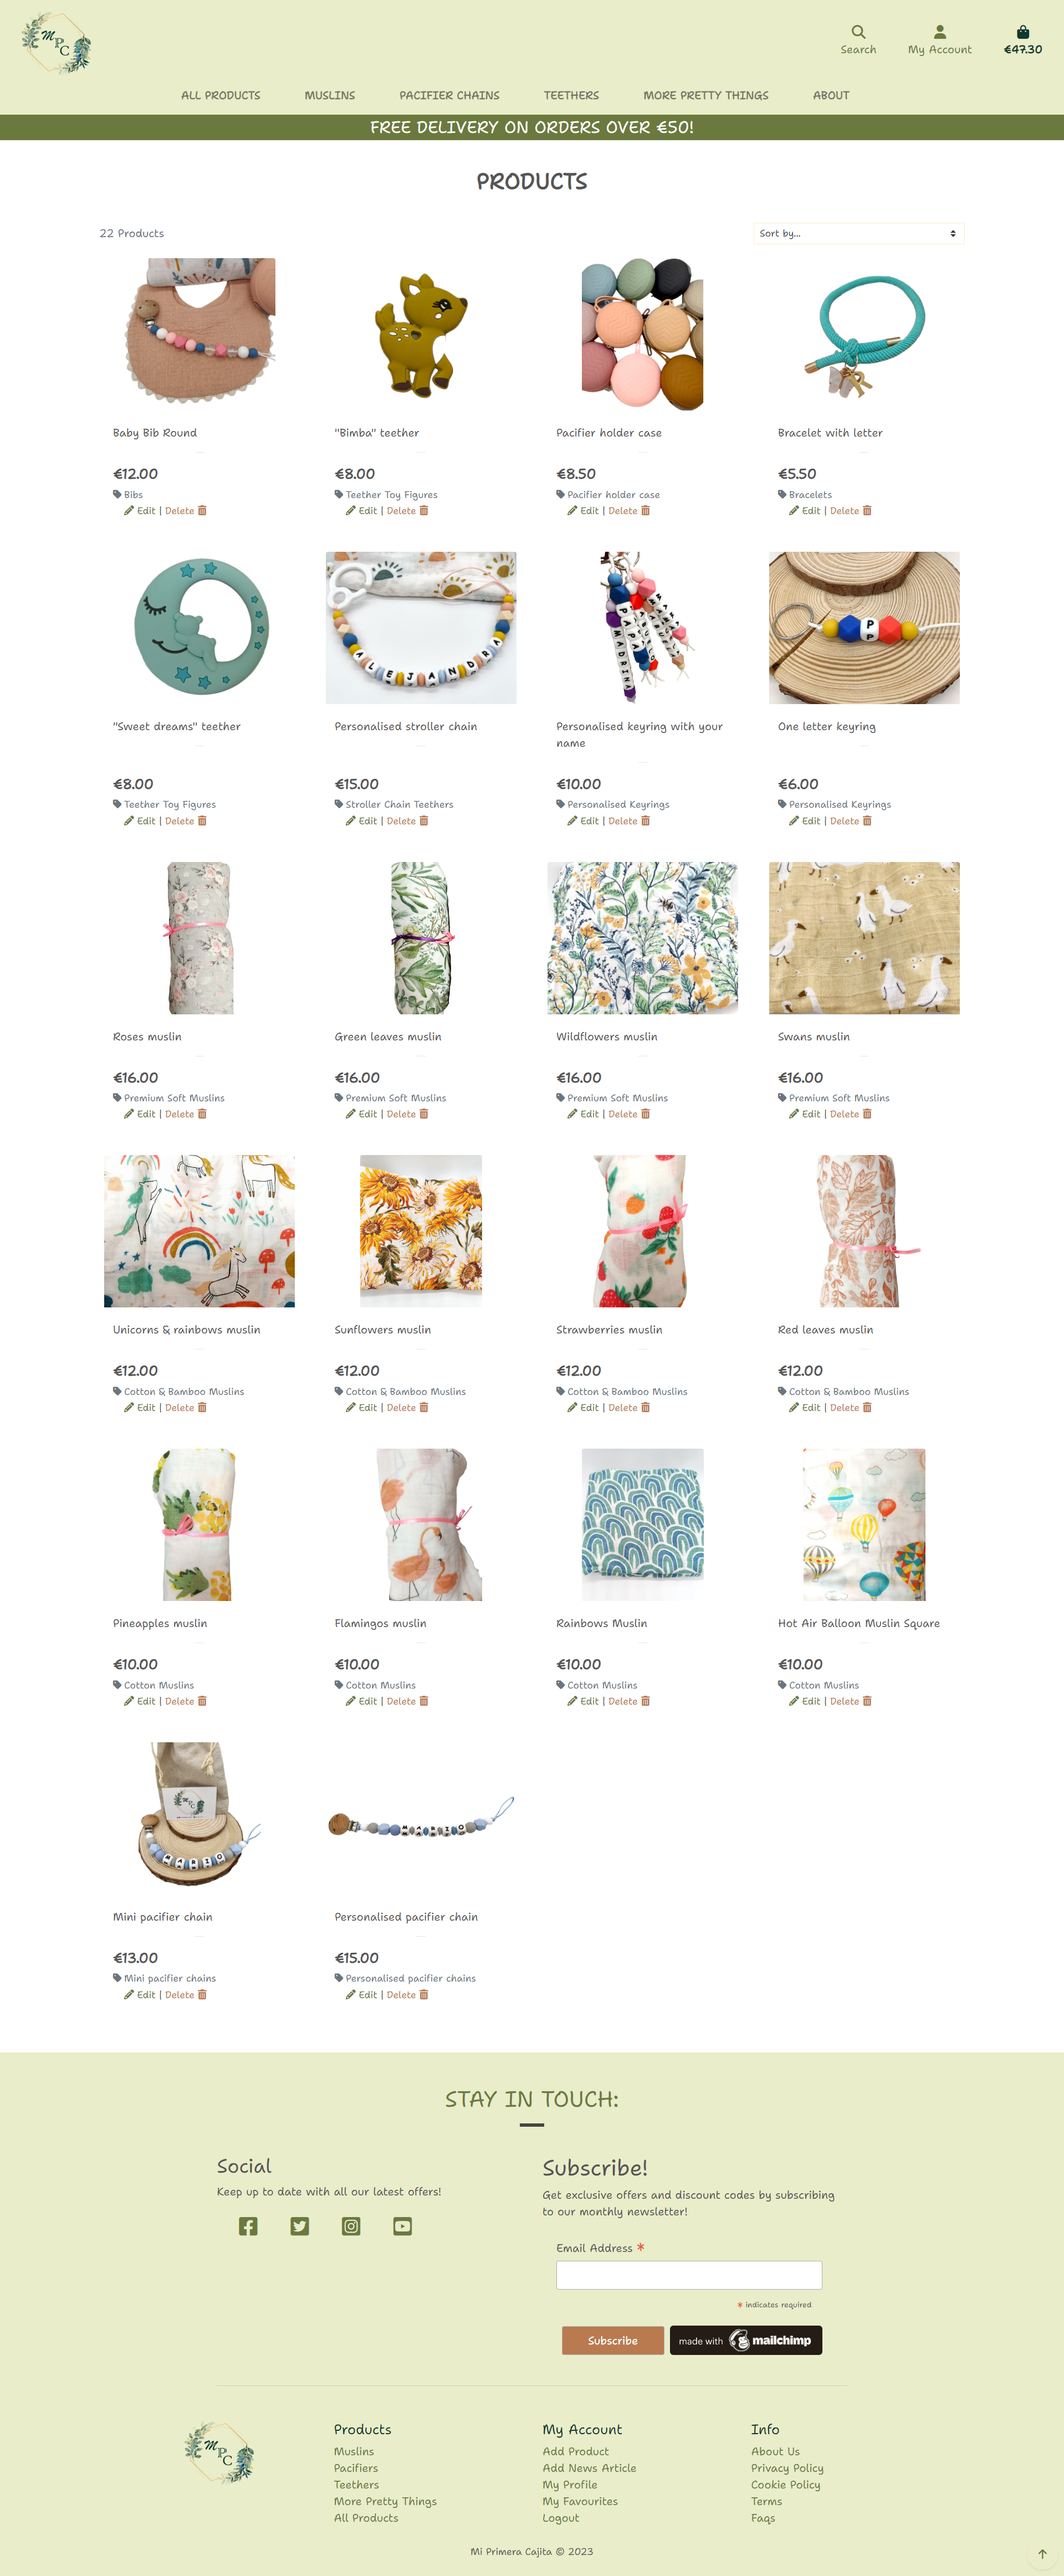 M
P
C
Search
My Account
€47.30
ALL PRODUCTS
MUSLINS
PACIFIER CHAINS
TEETHERS
MORE PRETTY THINGS
ABOUT
FREE DELIVERY ON ORDERS OVER €50!
PRODUCTS
22 Products
Sort by...
Baby Bib Round
€12.00
Bibs
Edit | Delete
"Bimba" teether
€8.00
Teether Toy Figures
Edit | Delete
Pacifier holder case
€8.50
Pacifier holder case
Edit | Delete
R
Bracelet with letter
€5.50
Bracelets
Edit | Delete
"Sweet dreams" teether
€8.00
Teether Toy Figures
Edit | Delete
ALEJANDRA
Personalised stroller chain
€15.00
Stroller Chain Teethers
Edit | Delete
MADRINA
PAPA
Personalised keyring with your
name
€10.00
Personalised Keyrings
Edit | Delete
P
P
One letter keyring
€6.00
Personalised Keyrings
Edit | Delete
Roses muslin
€16.00
Premium Soft Muslins
Edit | Delete
Green leaves muslin
€16.00
Premium Soft Muslins
Edit | Delete
Wildflowers muslin
€16.00
Premium Soft Muslins
Edit | Delete
Swans muslin
€16.00
Premium Soft Muslins
Edit | Delete
Unicorns & rainbows muslin
€12.00
Cotton & Bamboo Muslins
Edit | Delete
Sunflowers muslin
€12.00
Cotton & Bamboo Muslins
Edit | Delete
Strawberries muslin
€12.00
Cotton & Bamboo Muslins
Edit | Delete
Red leaves muslin
€12.00
Cotton & Bamboo Muslins
Edit | Delete
Pineapples muslin
€10.00
Cotton Muslins
Edit | Delete
Flamingos muslin
€10.00
Cotton Muslins
Edit | Delete
Rainbows Muslin
€10.00
Cotton Muslins
Edit | Delete
Hot Air Balloon Muslin Square
€10.00
Cotton Muslins
Edit | Delete
MARIO
Mini pacifier chain
€13.00
Mini pacifier chains
Edit | Delete
MARIO
Personalised pacifier chain
€15.00
Personalised pacifier chains
Edit | Delete
STAY IN TOUCH:
Social
Keep up to date with all our latest offers!
Subscribe!
Get exclusive offers and discount codes by subscribing
to our monthly newsletter!
Email Address *
* indicates required
Subscribe
made with mailchimp
M
P
C
Products
Muslins
Pacifiers
Teethers
More Pretty Things
All Products
My Account
Add Product
Add News Article
My Profile
My Favourites
Logout
Info
About Us
Privacy Policy
Cookie Policy
Terms
Faqs
Mi Primera Cajita © 2023